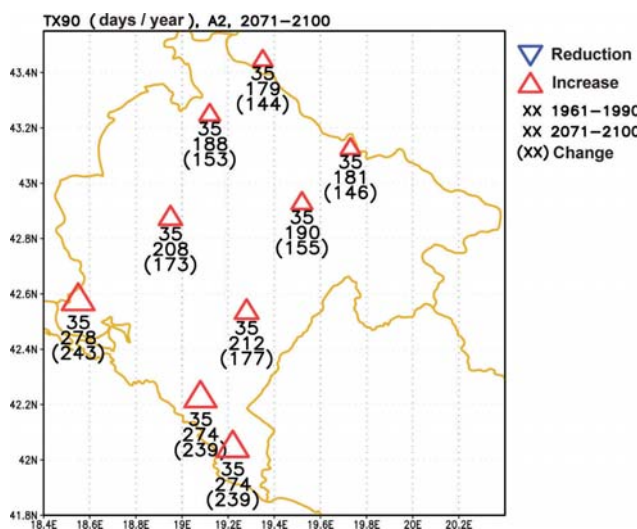 TX90 (days / year), A2, 2071-2100
43.4N
43.2N
43N
42.8N
42.6N
42.4N
42.2N
42N
41.8N
18.4E 18.6E 18.8E 19E 19.2E 19.4E 19.6E 19.8E 20E 20.2E
35
179
(144)
35
188
(153)
35
181
(146)
35
190
(155)
35
208
(173)
35
278
(243)
35
212
(177)
35
274
(239)
35
274
(239)
Reduction
Increase
XX 1961-1990
XX 2071-2100
(XX) Change